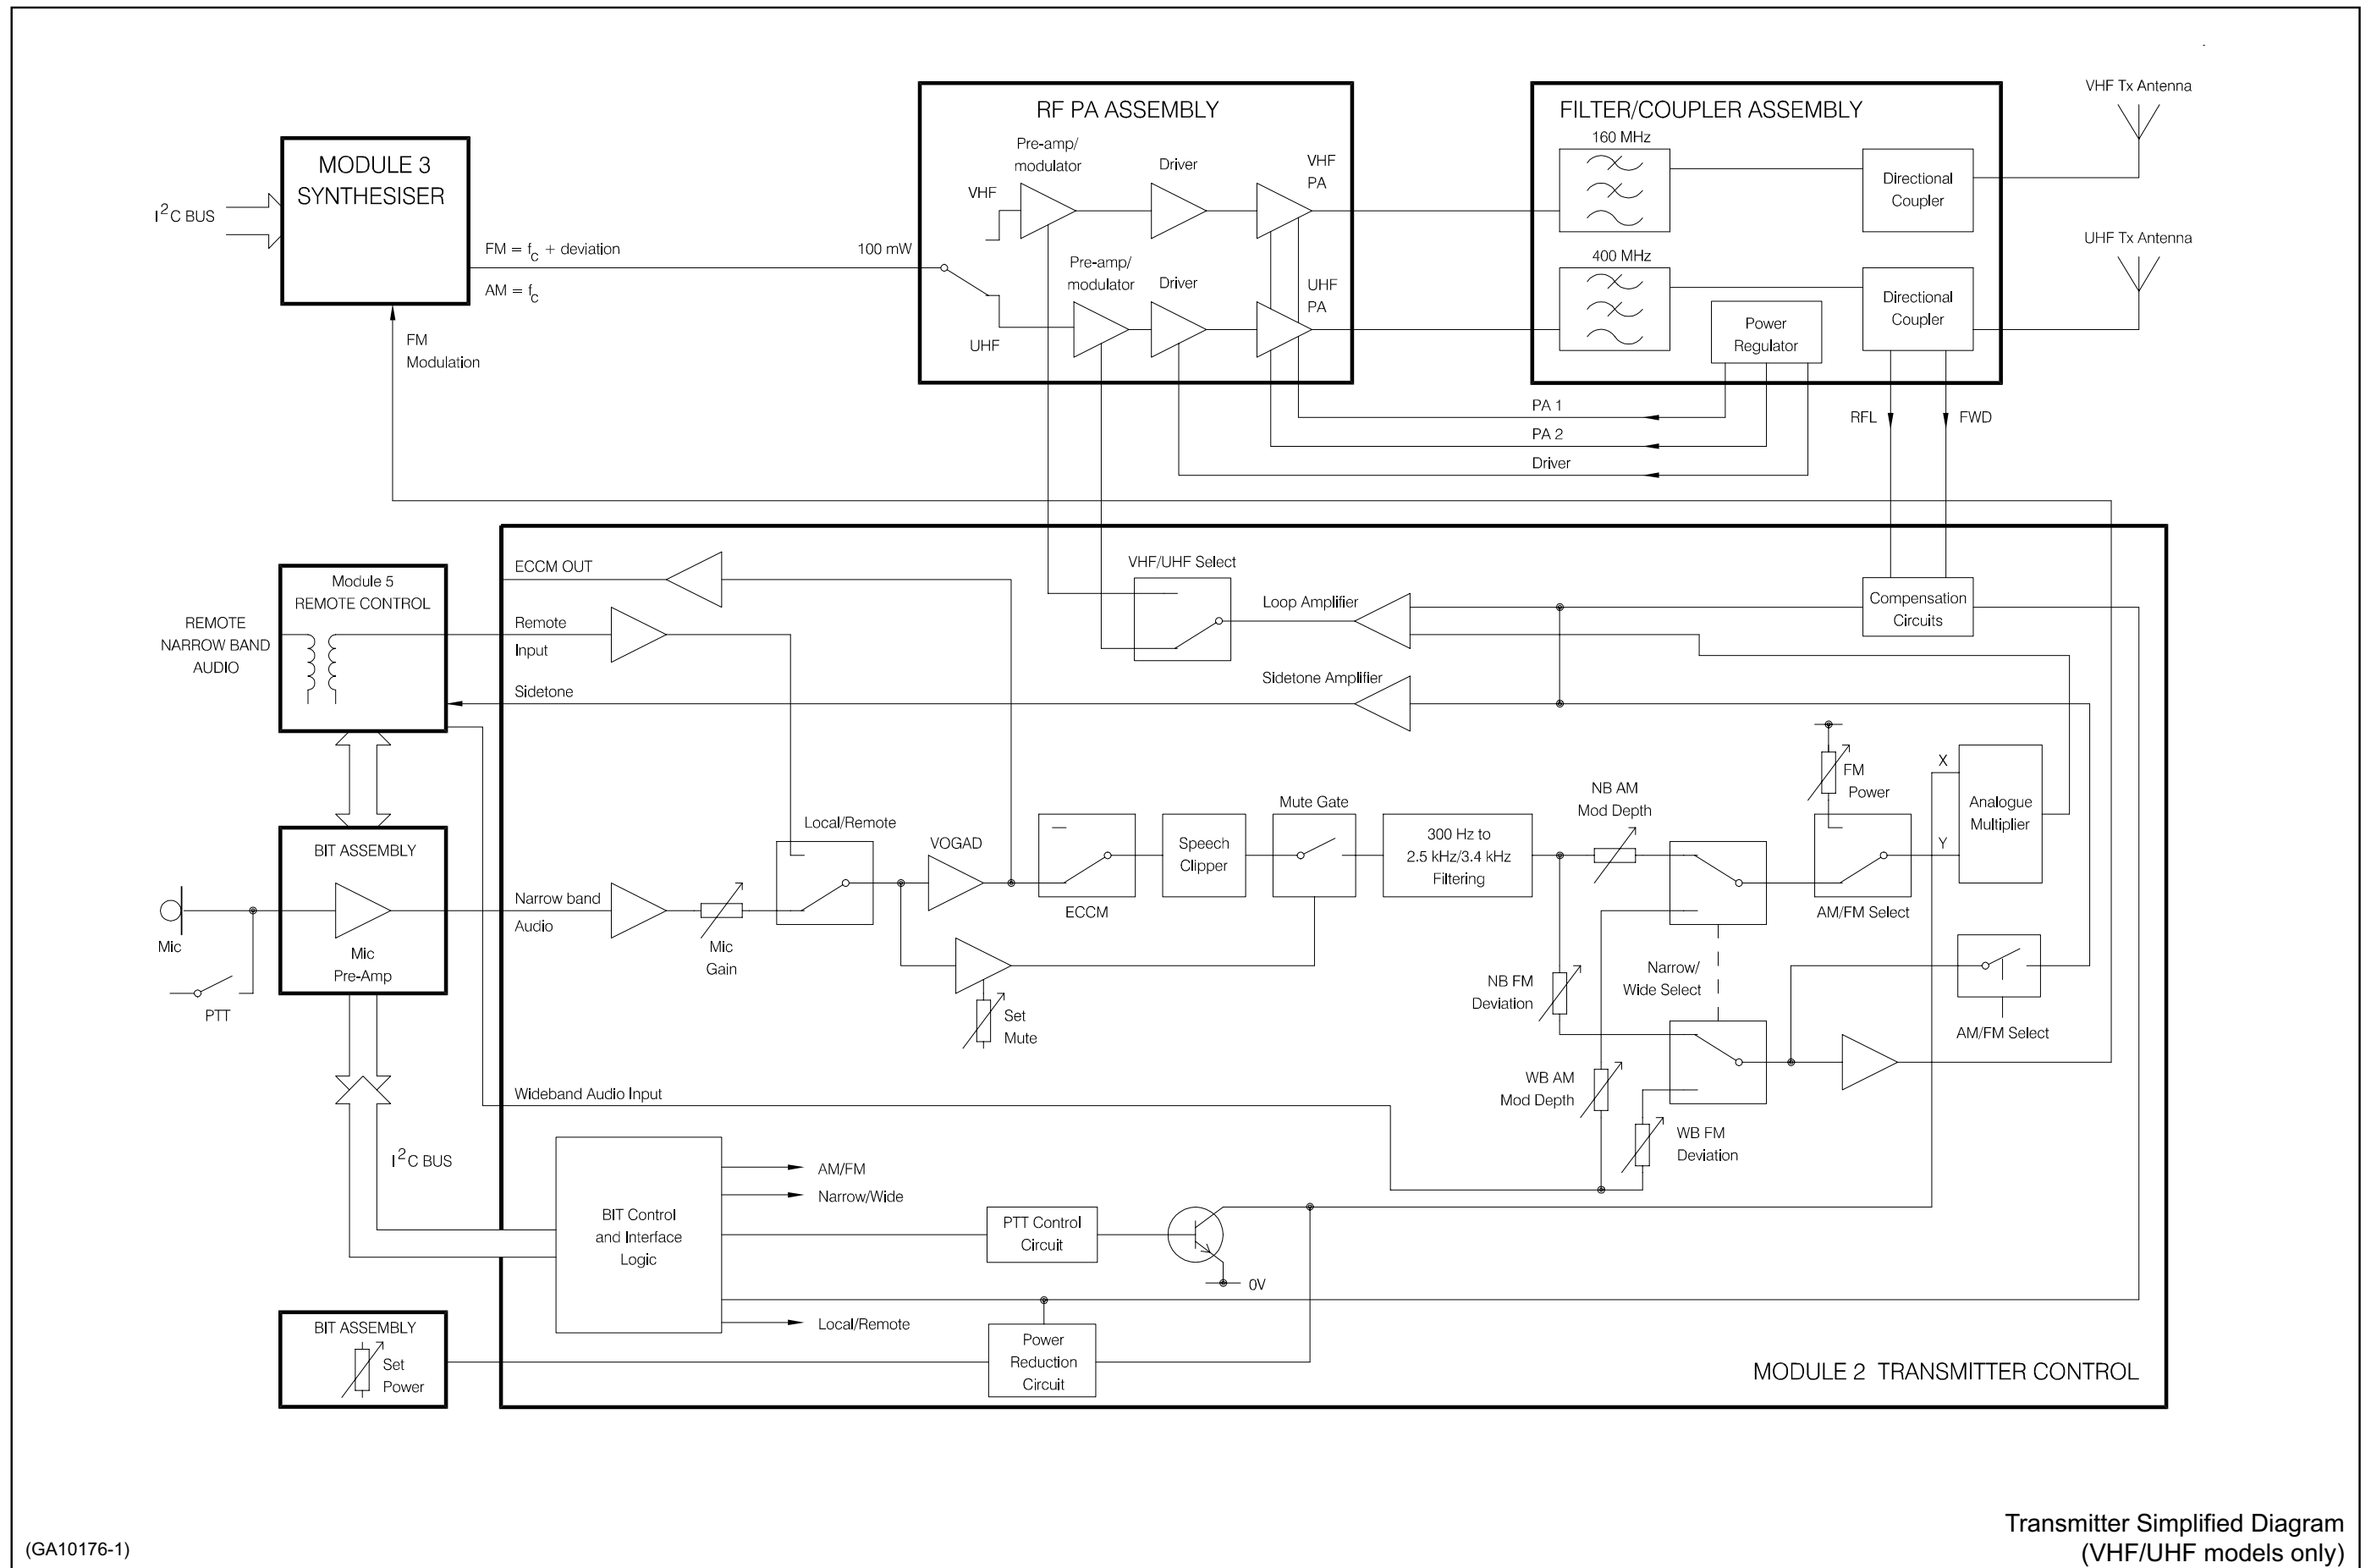 VHF Tx Antenna
RF PA ASSEMBLY
FILTER/COUPLER ASSEMBLY
160 MHz
Pre-amp/
modulator
Driver
VHF
PA
VHF
MODULE 3
SYNTHESISER
Directional
Coupler
I²C BUS
UHF Tx Antenna
FM = fc + deviation
100 mW
AM = fc
400 MHz
Pre-amp/
modulator
Driver
UHF
PA
UHF
Directional
Coupler
Power
Regulator
FM
Modulation
PA 1
PA 2
Driver
RFL
FWD
ECCM OUT
VHF/UHF Select
Module 5
REMOTE CONTROL
Loop Amplifier
Compensation
Circuits
REMOTE
NARROW BAND
AUDIO
Remote
Input
Sidetone
Sidetone Amplifier
FM
Power
X
Y
Analogue
Multiplier
NB AM
Mod Depth
Mute Gate
Local/Remote
VOGAD
Speech
Clipper
300 Hz to
2.5 kHz/3.4 kHz
Filtering
BIT ASSEMBLY
Narrow band
Audio
ECCM
AM/FM Select
Mic
Mic
Pre-Amp
Mic
Gain
PTT
Set
Mute
NB FM
Deviation
Narrow/
Wide Select
AM/FM Select
WB AM
Mod Depth
Wideband Audio Input
WB FM
Deviation
I²C BUS
AM/FM
Narrow/Wide
BIT Control
and Interface
Logic
PTT Control
Circuit
0V
Local/Remote
BIT ASSEMBLY
Set
Power
Power
Reduction
Circuit
MODULE 2 TRANSMITTER CONTROL
Transmitter Simplified Diagram
(VHF/UHF models only)
(GA10176-1)